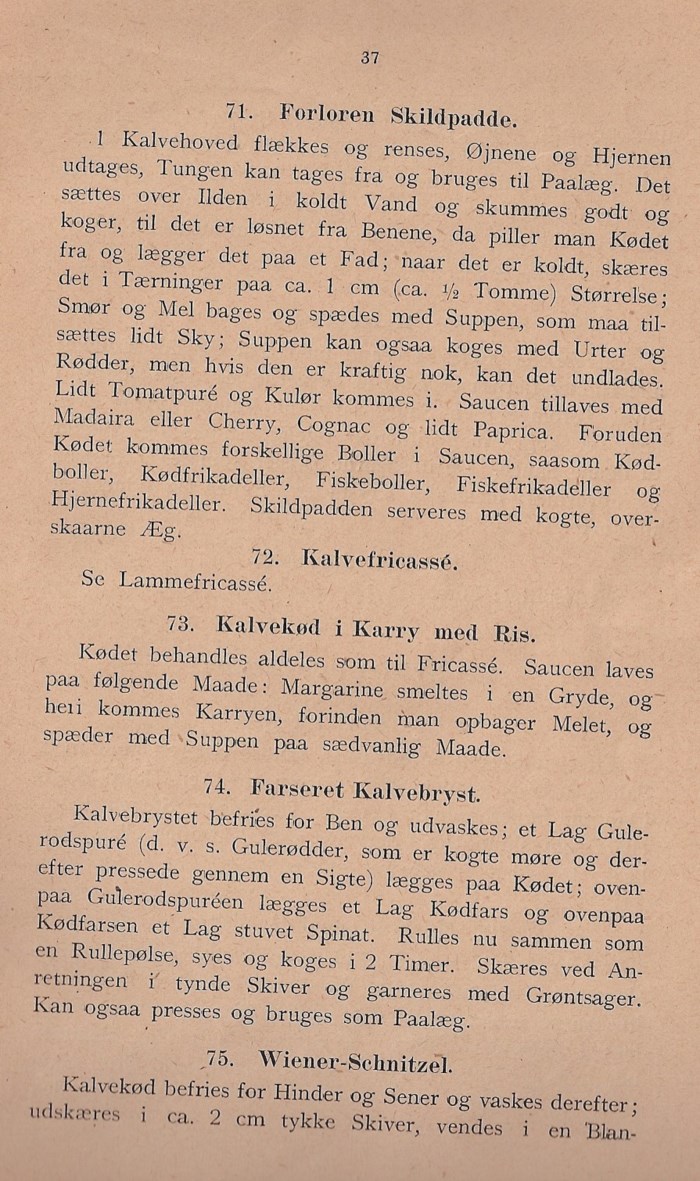 37
71. Forloren Skildpadde.
1 Kalvehoved flækkes og renses, Øjnene og Hjernen
udtages, Tungen kan tages fra og bruges til Paalæg. Det
sættes over Ilden i koldt Vand og skummes godt og
koger, til det er løsnet fra Benene, da piller man Kødet
fra og lægger det paa et Fad; naar det er koldt, skæres
det i Tærninger paa ca. 1 cm (ca. ½ Tomme) Størrelse;
Smør og Mel bages og spædes med Suppen, som maa til-
sættes lidt Sky; Suppen kan ogsaa koges med Urter og
Rødder, men hvis den er kraftig nok, kan det undlades.
Lidt Tomatpuré og Kulør kommes i. Saucen tillaves med
Madaira eller Cherry, Cognac og lidt Paprica. Foruden
Kødet kommes forskellige Boller i Saucen, saasom Kød-
boller, Kødfrikadeller, Fiskeboller, Fiskefrikadeller og
Hjernefrikadeller. Skildpadden serveres med kogte, over-
skaarne Æg.
72. Kalvefricassé.
Se Lammefricassé.
73. Kalvekød i Karry med Ris.
Kødet behandles aldeles som til Fricassé. Saucen laves
paa følgende Maade: Margarine smeltes i en Gryde, og
heri kommes Karryen, forinden man opbager Melet, og
spæder med Suppen paa sædvanlig Maade.
74. Farseret Kalvebryst.
Kalvebrystet befries for Ben og udvaskes; et Lag Gule-
rodspuré (d. v. s. Gulerødder, som er kogte møre og der-
efter pressede gennem en Sigte) lægges paa Kødet; oven-
paa Gulerodspuréen lægges et Lag Kødfars og ovenpaa
Kødfarsen et Lag stuvet Spinat. Rulles nu sammen som
en Rullepølse, syes og koges i 2 Timer. Skæres ved An-
retningen i tynde Skiver og garneres med Grøntsager.
Kan ogsaa presses og bruges som Paalæg.
75. Wiener-Schnitzel.
Kalvekød befries for Hinder og Sener og vaskes derefter;
udskæres i ca. 2 cm tykke Skiver, vendes i en Blan-